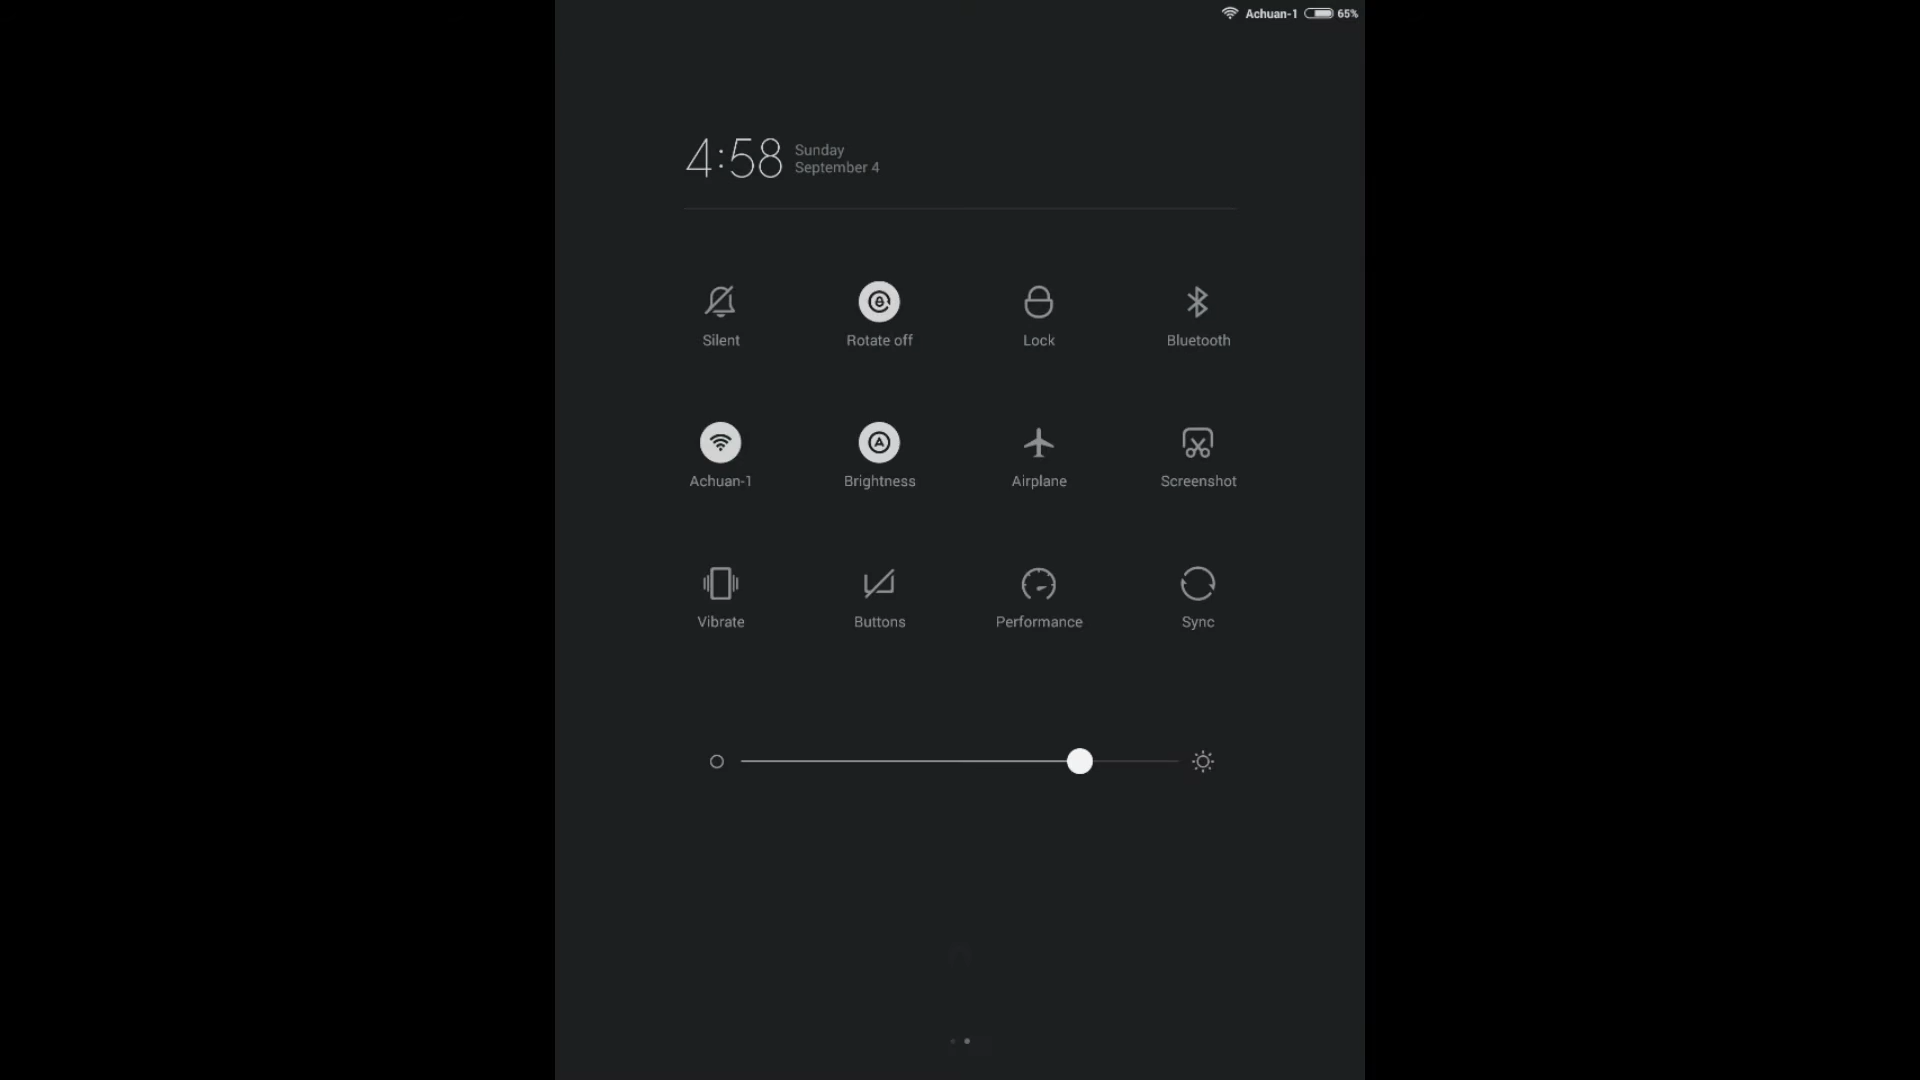 Achuan-1 65%
4:58
Sunday
September 4
Silent
Rotate off
Lock
Bluetooth
Achuan-1
Brightness
Airplane
Screenshot
Vibrate
Buttons
Performance
Sync